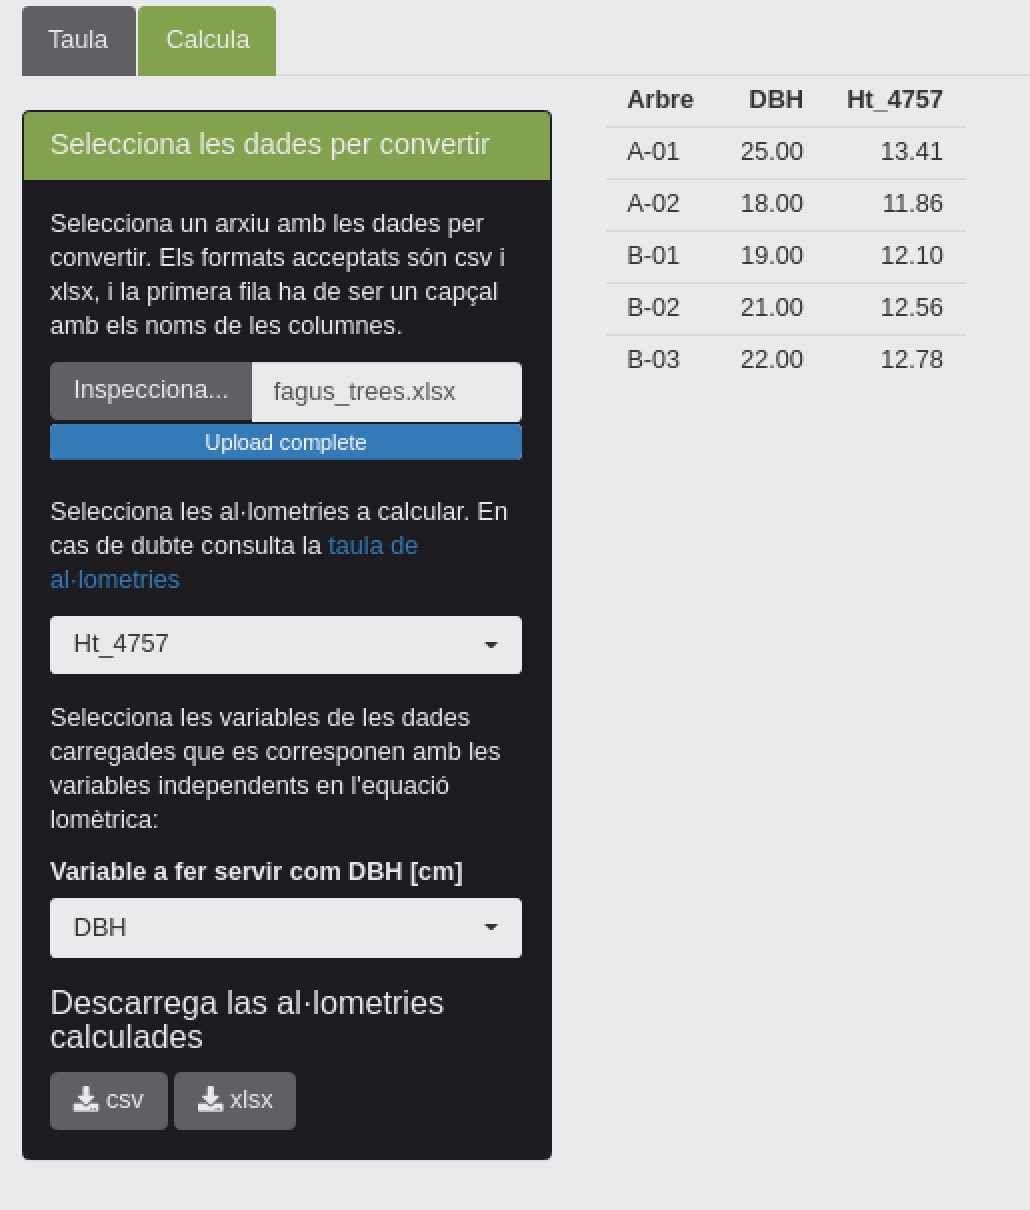 Taula
Calcula
Selecciona les dades per convertir
Selecciona un arxiu amb les dades per
convertir. Els formats acceptats són csv i
xlsx, i la primera fila ha de ser un capçal
amb els noms de les columnes.
Inspecciona...
fagus_trees.xlsx
Upload complete
Selecciona les al·lometries a calcular. En
cas de dubte consulta la taula de
al·lometries
Ht_4757
Selecciona les variables de les dades
carregades que es corresponen amb les
variables independents en l'equació
lomètrica:
Variable a fer servir com DBH [cm]
DBH
Descarrega las al·lometries
calculades
csv
xlsx
Arbre DBH Ht_4757
A-01 25.00 13.41
A-02 18.00 11.86
B-01 19.00 12.10
B-02 21.00 12.56
B-03 22.00 12.78